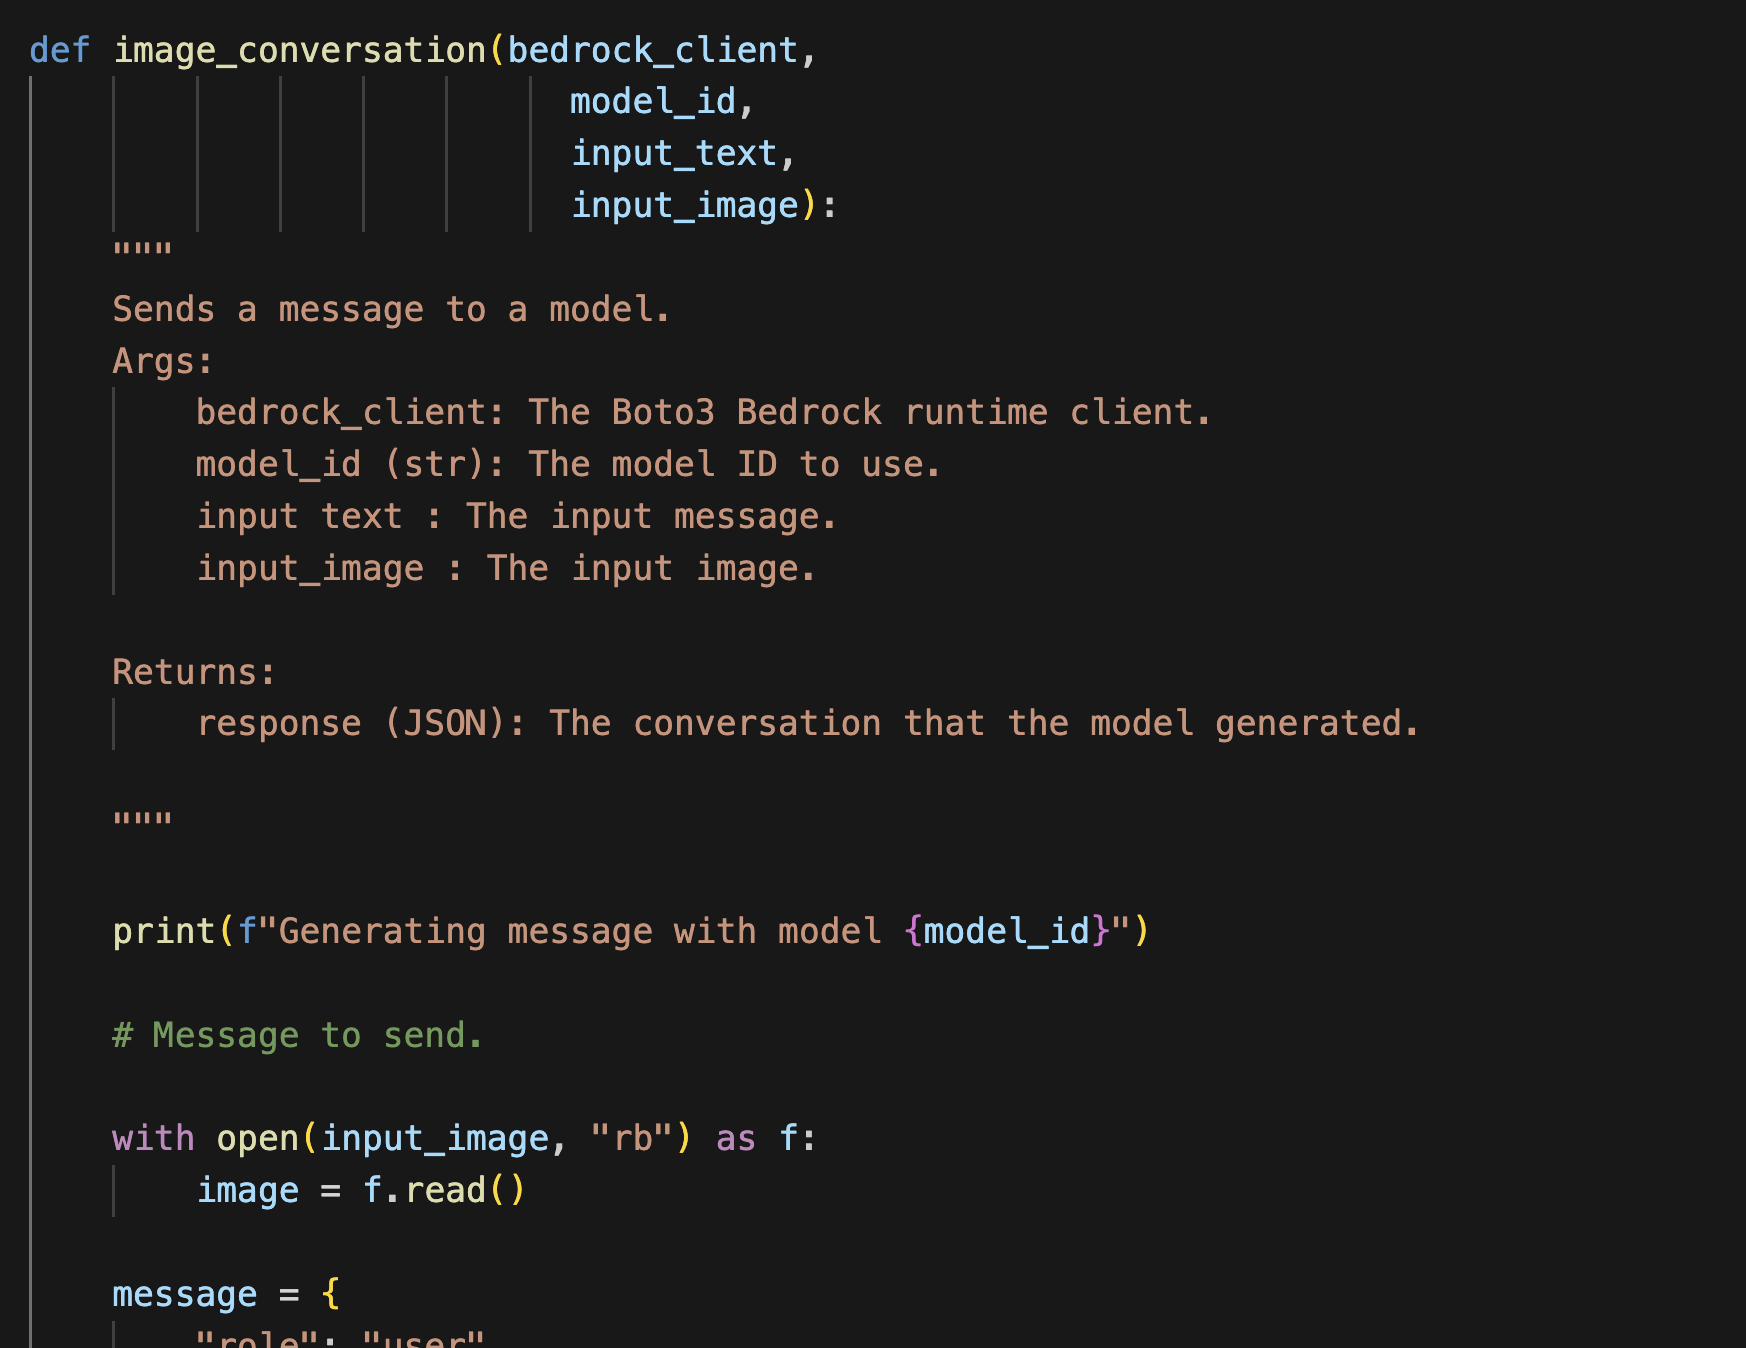 def image_conversation(bedrock_client,
                          model_id,
                          input_text,
                          input_image):
    """
    Sends a message to a model.
    Args:
        bedrock_client: The Boto3 Bedrock runtime client.
        model_id (str): The model ID to use.
        input text : The input message.
        input_image : The input image.

    Returns:
        response (JSON): The conversation that the model generated.

    """

    print(f"Generating message with model {model_id}")

    # Message to send.

    with open(input_image, "rb") as f:
        image = f.read()

    message = {
        "role": "user"